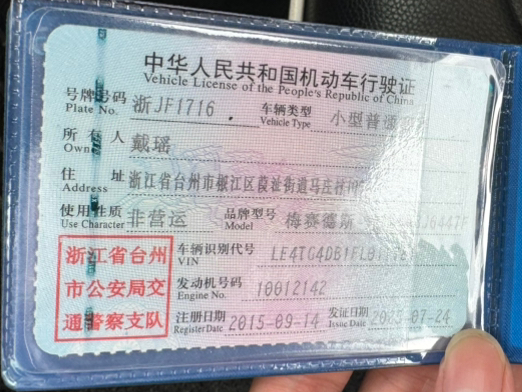 中华人民共和国机动车行驶证
Vehicle License of the People's Republic of China
号牌号码 浙JF1716 车辆类型 小型普通
Plate No. Vehicle Type
所有人 戴瑶
Owner
住址 浙江省台州市椒江区葭沚街道马庄
Address
使用性质 非营运 品牌型号 梅赛德斯
Use Character Model
浙江省台州 车辆识别代号 LE4TG4DB1FL
VIN
市公安局交 发动机号码 10012142
Engine No.
通警察支队 注册日期 2015-09-14 发证日期 07-24
Register Date Issue Date